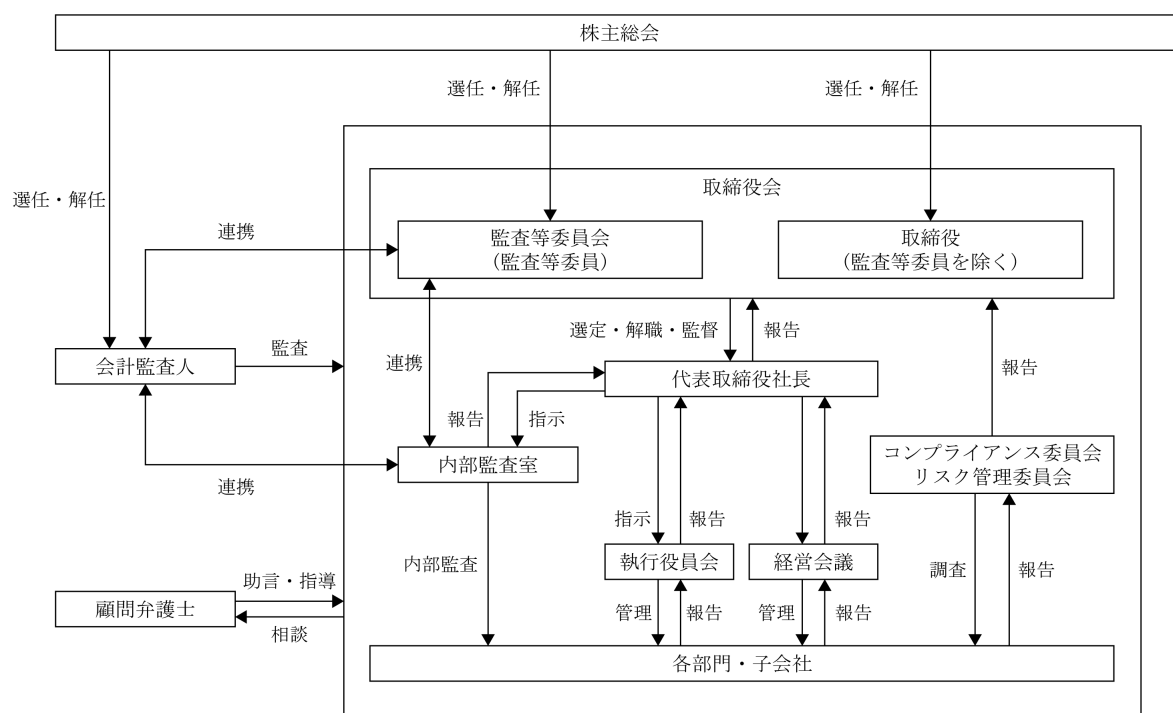 株主総会
選任・解任
選任・解任
選任・解任
取締役会
連携
監査等委員会
(監査等委員)
取締役
(監査等委員を除く)
選定・解職・監督
報告
会計監査人
監査
連携
代表取締役社長
報告
報告
指示
内部監査室
コンプライアンス委員会
リスク管理委員会
連携
指示
報告
報告
内部監査
執行役員会
経営会議
調査
報告
助言・指導
顧問弁護士
相談
管理
報告
管理
報告
各部門・子会社